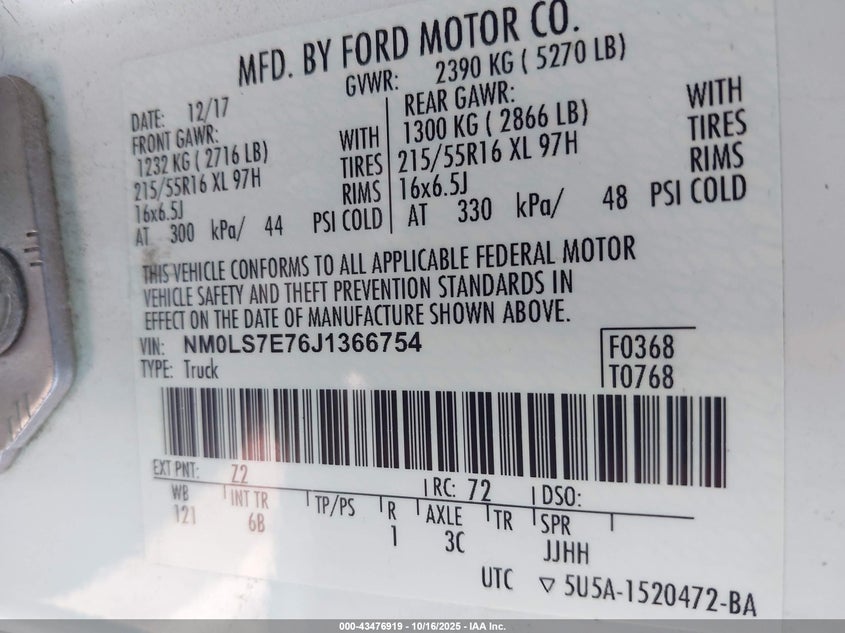 MFD. BY FORD MOTOR CO.
GVWR: 2390 KG ( 5270 LB)
DATE: 12/17
FRONT GAWR: WITH
1232 KG ( 2716 LB) TIRES
215/55R16 XL 97H RIMS
16x6.5J
AT 300 kPa/ 44 PSI COLD
REAR GAWR: WITH
1300 KG ( 2866 LB) TIRES
215/55R16 XL 97H RIMS
16x6.5J
AT 330 kPa/ 48 PSI COLD
THIS VEHICLE CONFORMS TO ALL APPLICABLE FEDERAL MOTOR
VEHICLE SAFETY AND THEFT PREVENTION STANDARDS IN
EFFECT ON THE DATE OF MANUFACTURE SHOWN ABOVE.
VIN: NM0LS7E76J1366754
TYPE: Truck
F0368
T0768
EXT PNT: Z2 RC: 72 DSO:
WB INT TR TP/PS R AXLE TR SPR
121 6B 1 3C JJHH
UTC ▽ 5U5A-1520472-BA
000-43476919 - 10/16/2025 - IAA Inc.